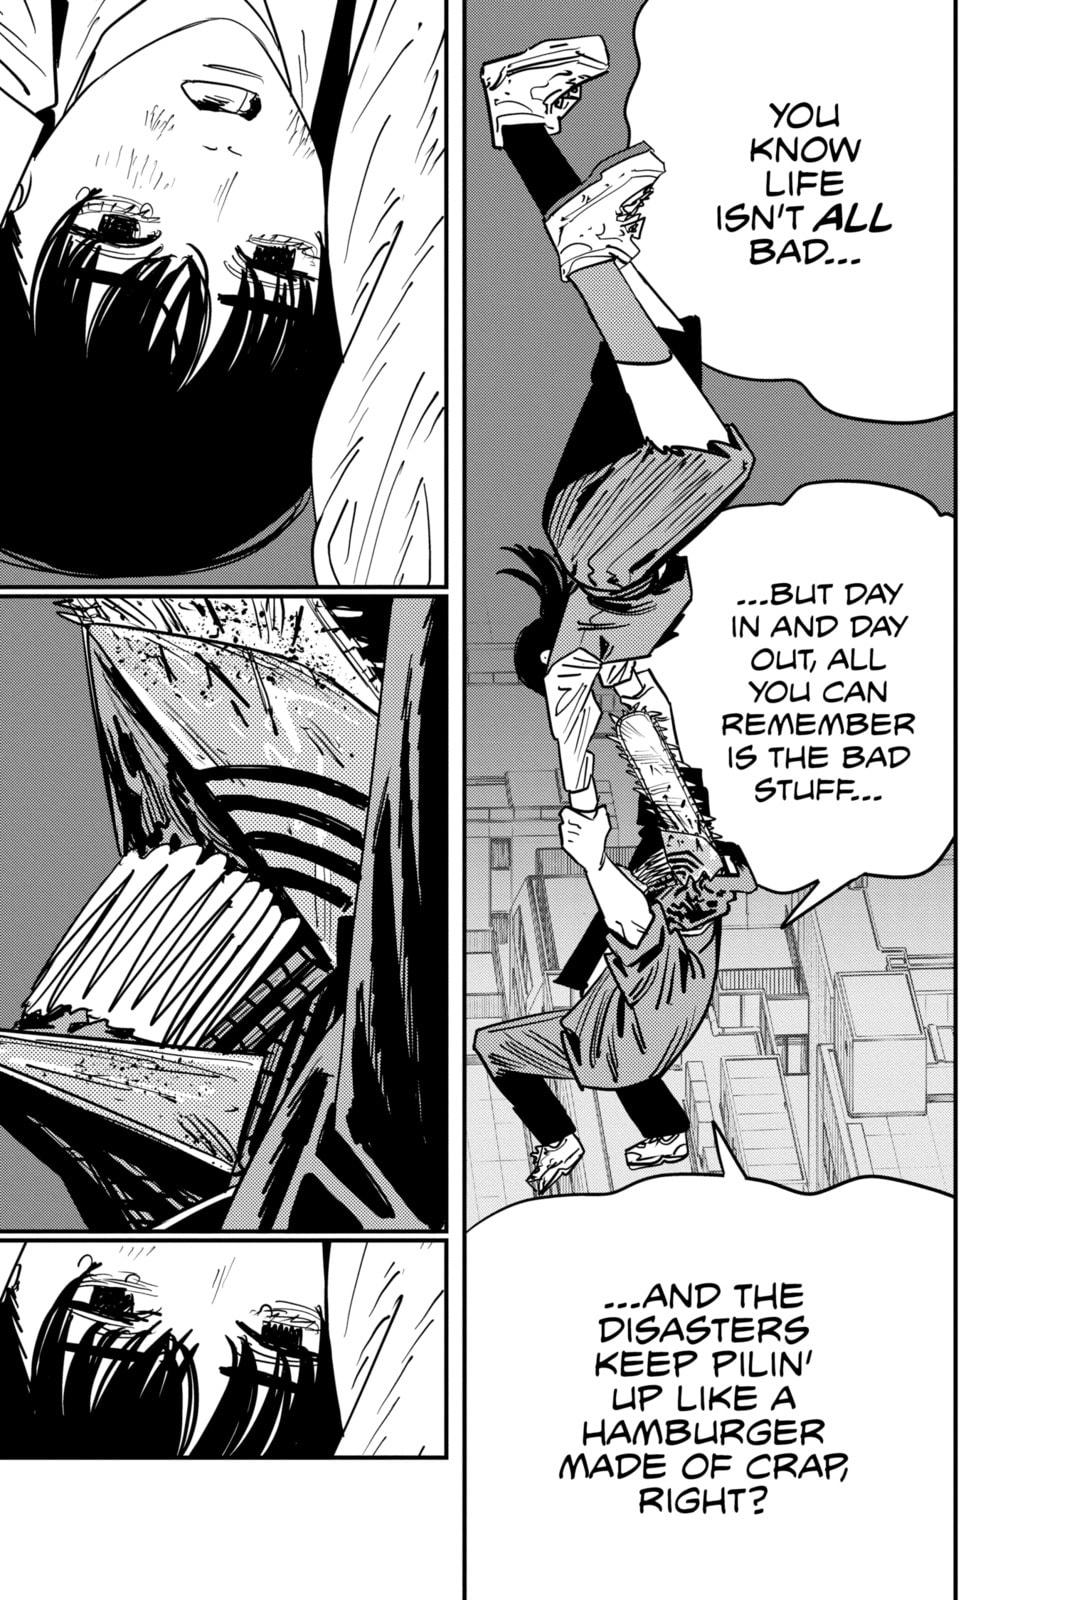 YOU
KNOW
LIFE
ISN'T ALL
BAD...
...BUT DAY
IN AND DAY
OUT, ALL
YOU CAN
REMEMBER
IS THE BAD
STUFF...
...AND THE
DISASTERS
KEEP PILIN'
UP LIKE A
HAMBURGER
MADE OF CRAP,
RIGHT?